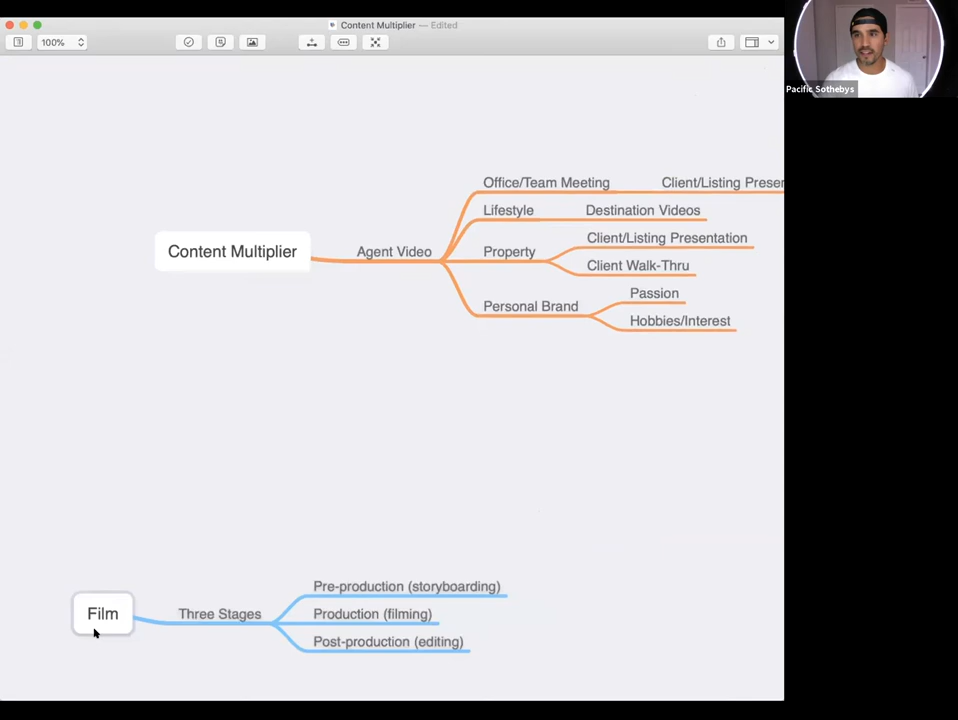 Content Multiplier — Edited
100%
Pacific Sothebys
Content Multiplier
Agent Video
Office/Team Meeting
Client/Listing Presen
Lifestyle
Destination Videos
Property
Client/Listing Presentation
Client Walk-Thru
Personal Brand
Passion
Hobbies/Interest
Film
Three Stages
Pre-production (storyboarding)
Production (filming)
Post-production (editing)